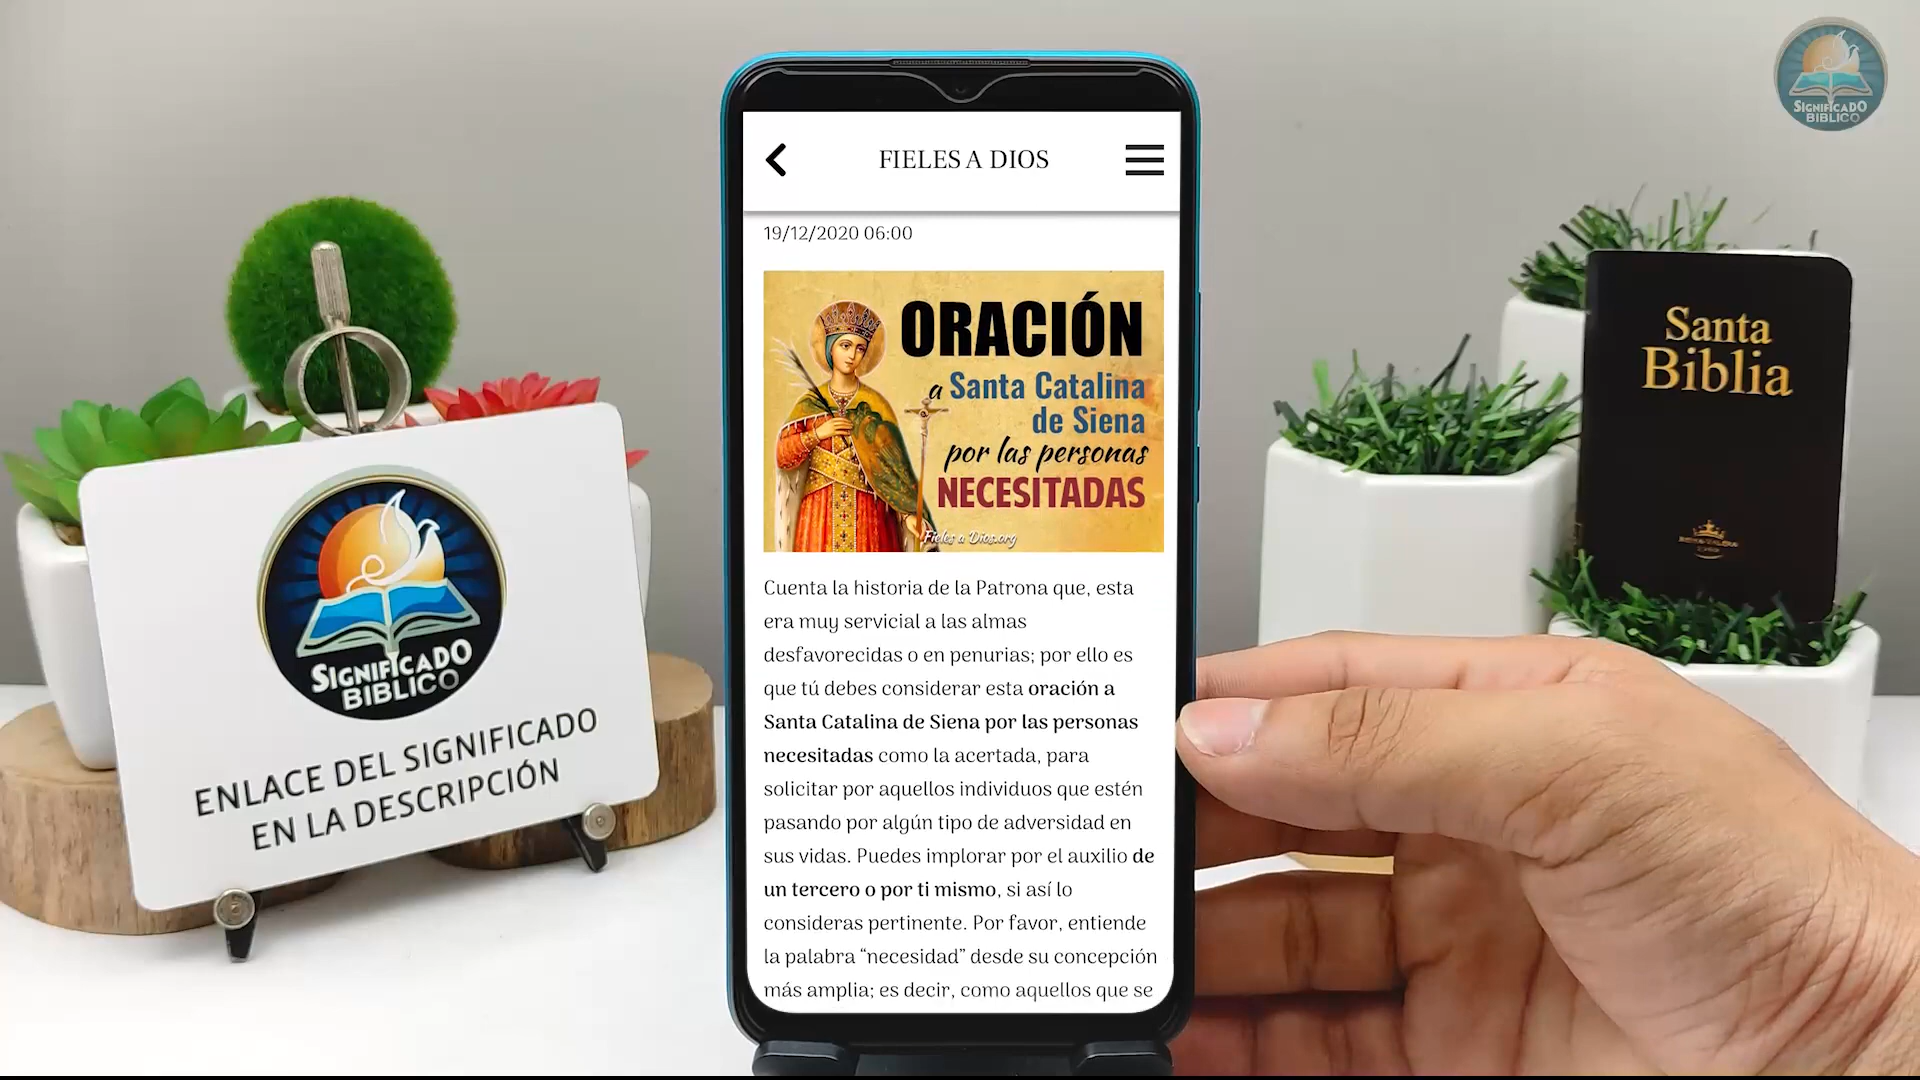 SIGNIFICADO
BIBLICO
FIELES A DIOS
19/12/2020 06:00
ORACIÓN
a Santa Catalina
de Siena
por las personas
NECESITADAS
Fieles a Dios.org
Cuenta la historia de la Patrona que, esta
era muy servicial a las almas
desfavorecidas o en penurias; por ello es
que tú debes considerar esta oración a
Santa Catalina de Siena por las personas
necesitadas como la acertada, para
solicitar por aquellos individuos que estén
pasando por algún tipo de adversidad en
sus vidas. Puedes implorar por el auxilio de
un tercero o por ti mismo, si así lo
consideras pertinente. Por favor, entiende
la palabra “necesidad” desde su concepción
más amplia; es decir, como aquellos que se
SIGNIFICADO
BIBLICO
ENLACE DEL SIGNIFICADO
EN LA DESCRIPCIÓN
Santa
Biblia